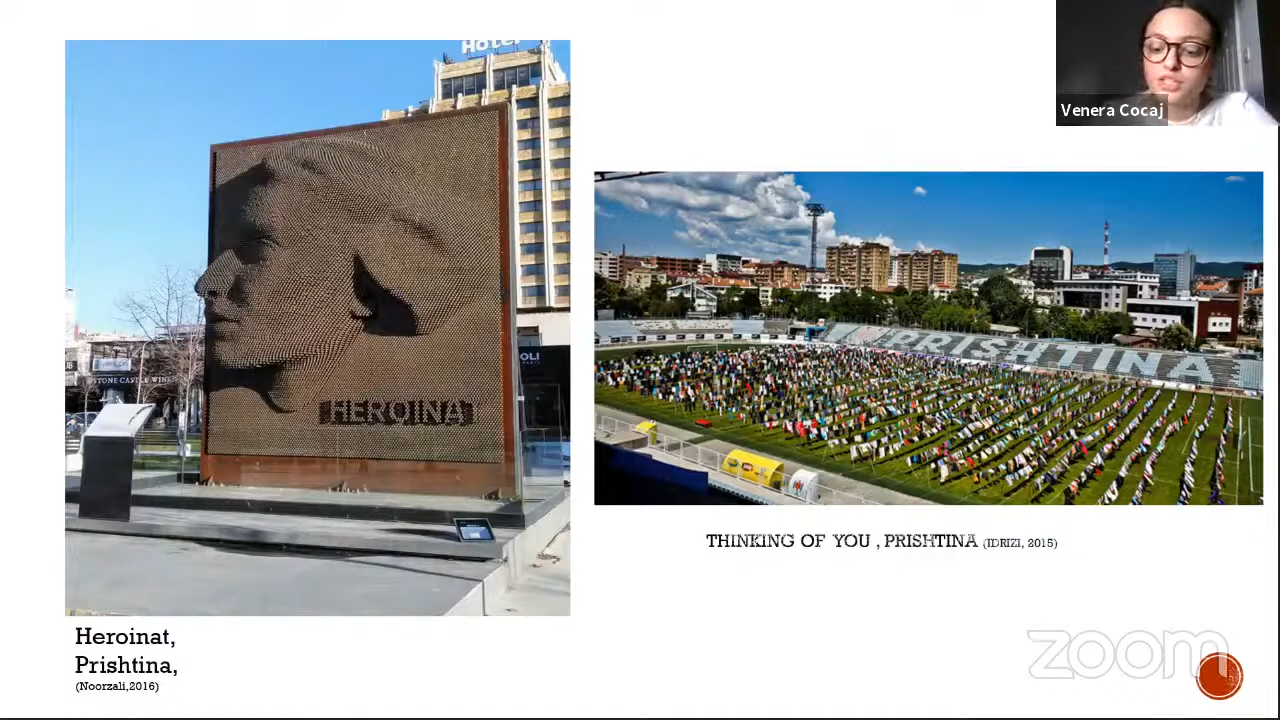 HOTEL
Venera Cocaj
HEROINA
OLI
STONE CASTLE WINE
PRISHTINA
THINKING OF YOU , PRISHTINA (IDRIZI, 2015)
Heroinat,
Prishtina,
(Noorzali,2016)
zoom